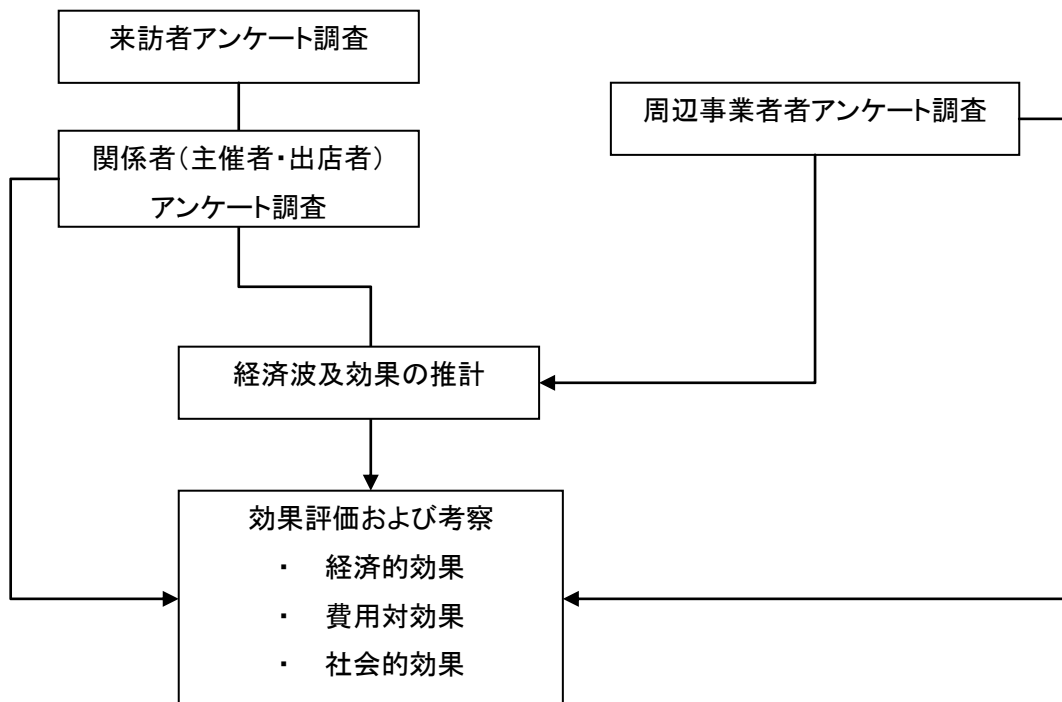 来訪者アンケート調査
周辺事業者者アンケート調査
関係者（主催者・出店者）
アンケート調査
経済波及効果の推計
効果評価および考察
・　経済的効果
・　費用対効果
・　社会的効果